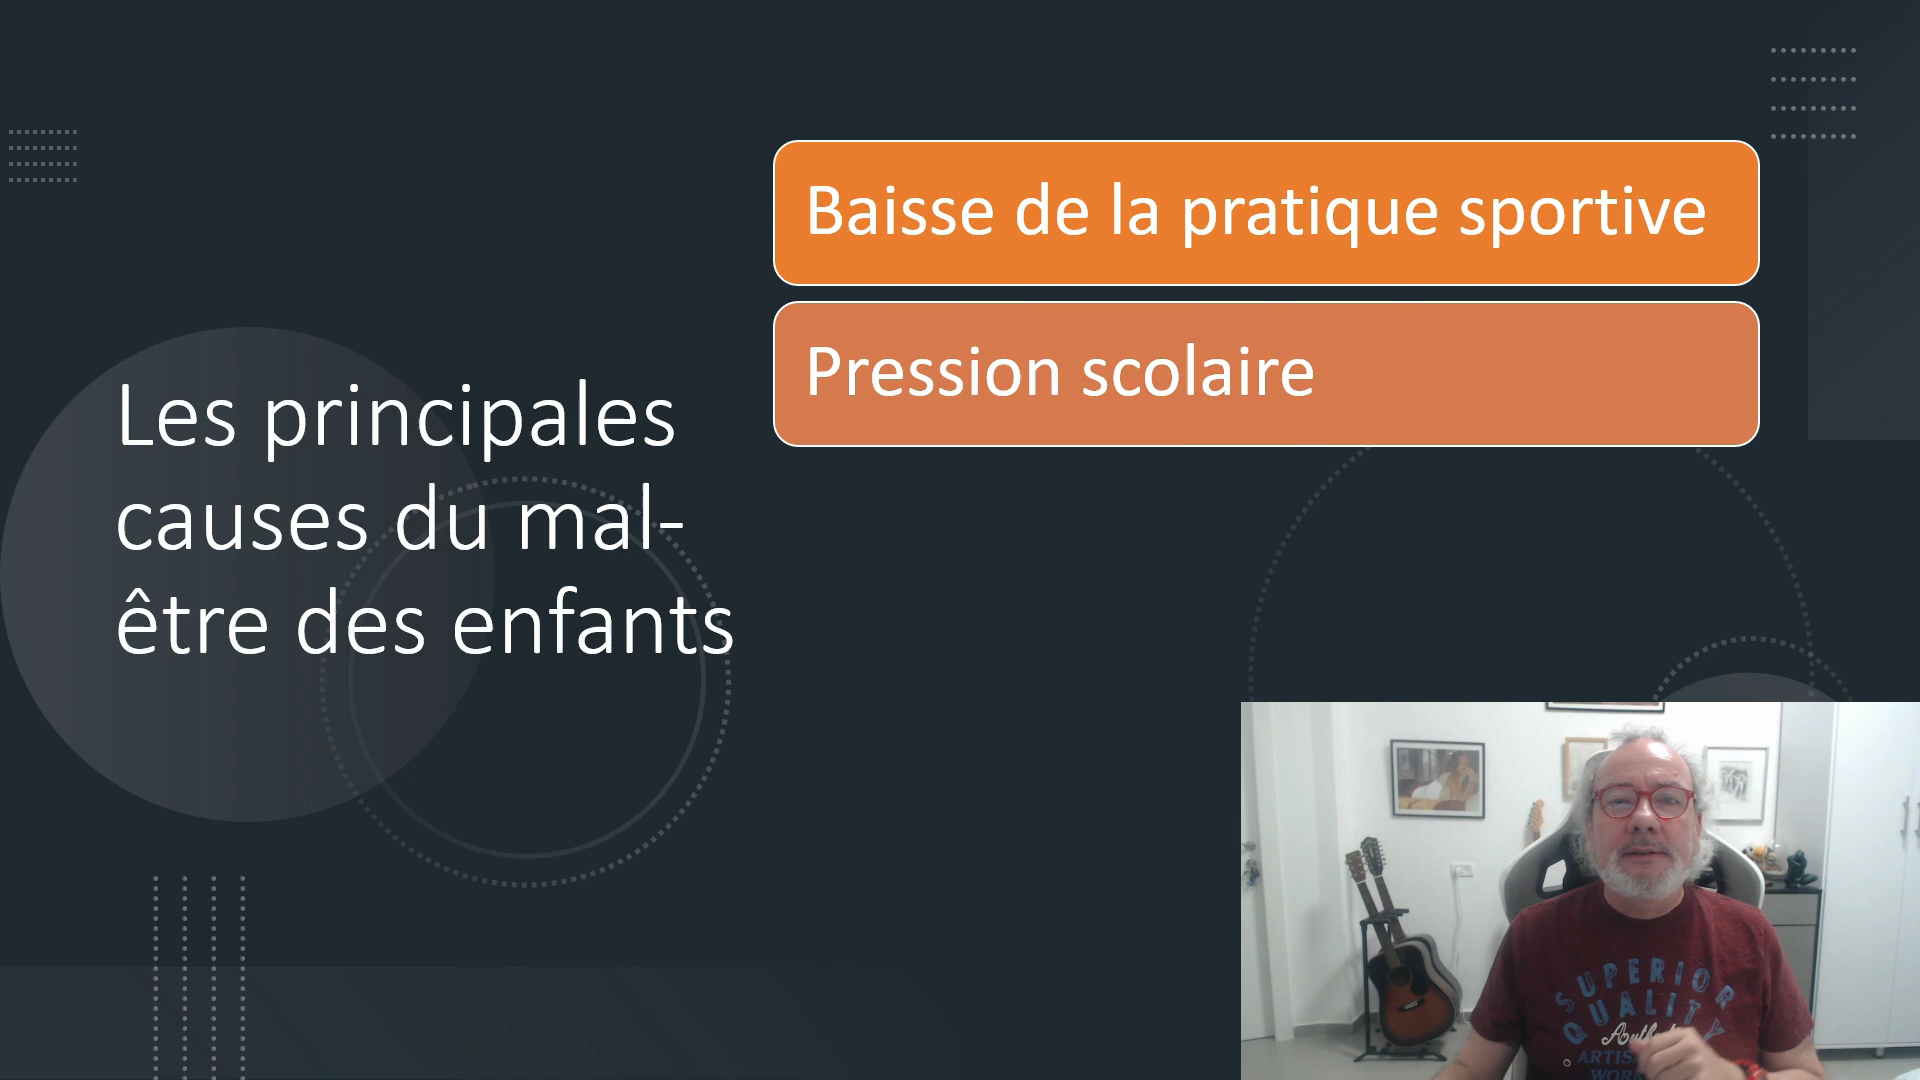 Les principales
causes du mal-
être des enfants
Baisse de la pratique sportive
Pression scolaire
SUPERIOR
QUALITY